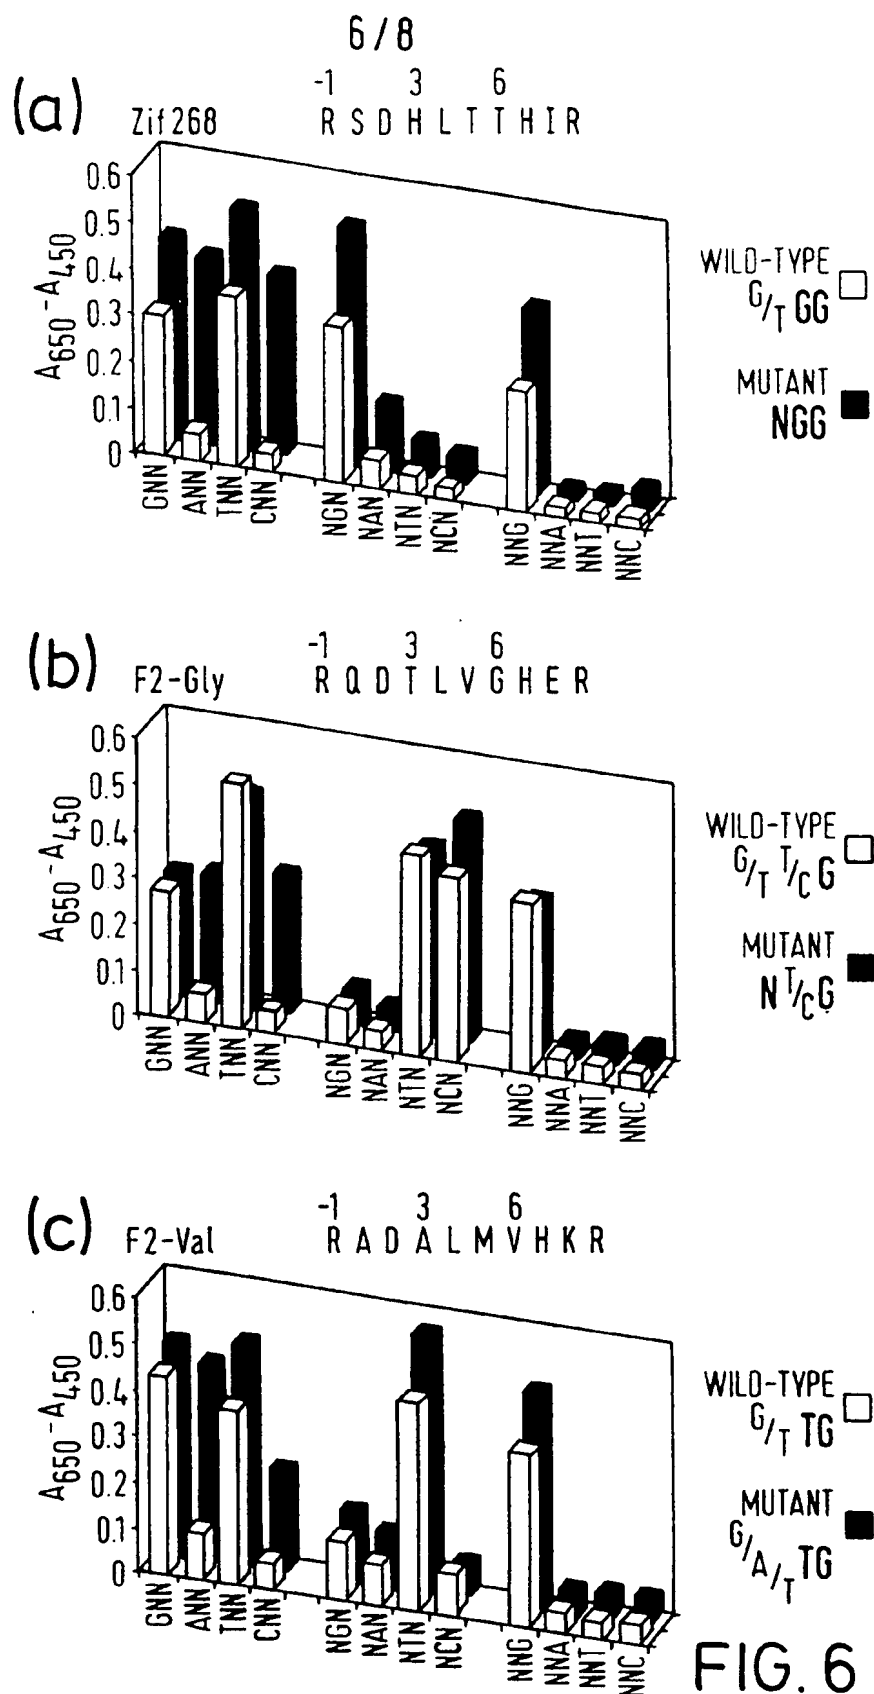 6/8
(a)
Zif268
-1 3 6
R S D H L T T H I R
0.6
0.5
0.4
0.3
0.2
0.1
0
A650-A450
GNN ANN TNN CNN NGN NAN NTN NCN NNG NNA NNT NNC
WILD-TYPE
G/T GG
MUTANT
NGG
(b)
F2-Gly
-1 3 6
R Q D T L V G H E R
0.6
0.5
0.4
0.3
0.2
0.1
0
A650-A450
GNN ANN TNN CNN NGN NAN NTN NCN NNG NNA NNT NNC
WILD-TYPE
G/T T/C G
MUTANT
N T/C G
(c)
F2-Val
-1 3 6
R A D A L M V H K R
0.6
0.5
0.4
0.3
0.2
0.1
0
A650-A450
GNN ANN TNN CNN NGN NAN NTN NCN NNG NNA NNT NNC
WILD-TYPE
G/T TG
MUTANT
G/A/T TG
FIG. 6